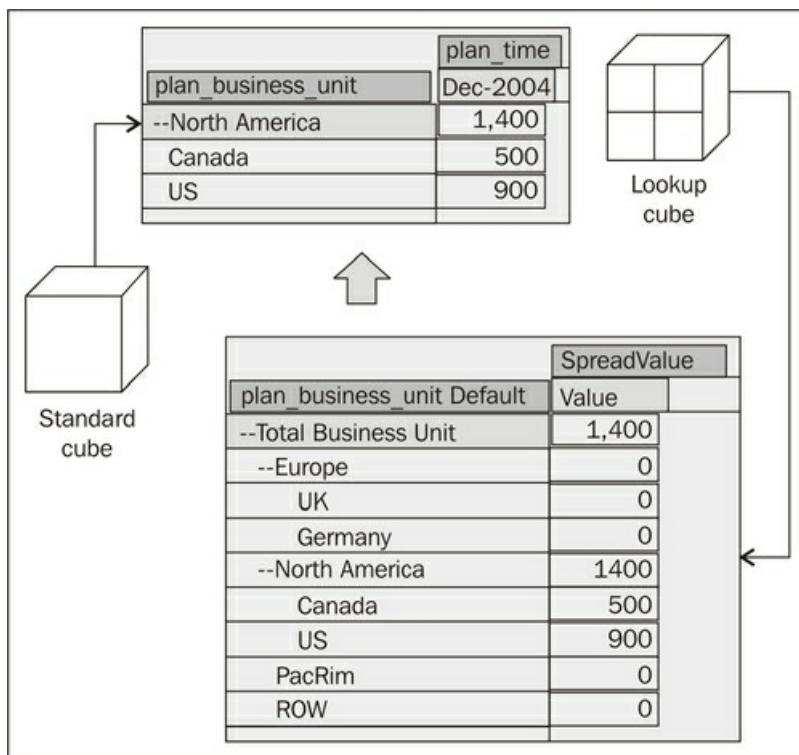 plan_time
plan_business_unit Dec-2004
--North America 1,400
Canada 500
US 900
Lookup
cube
Standard
cube
SpreadValue
plan_business_unit Default Value
--Total Business Unit 1,400
--Europe 0
UK 0
Germany 0
--North America 1400
Canada 500
US 900
PacRim 0
ROW 0